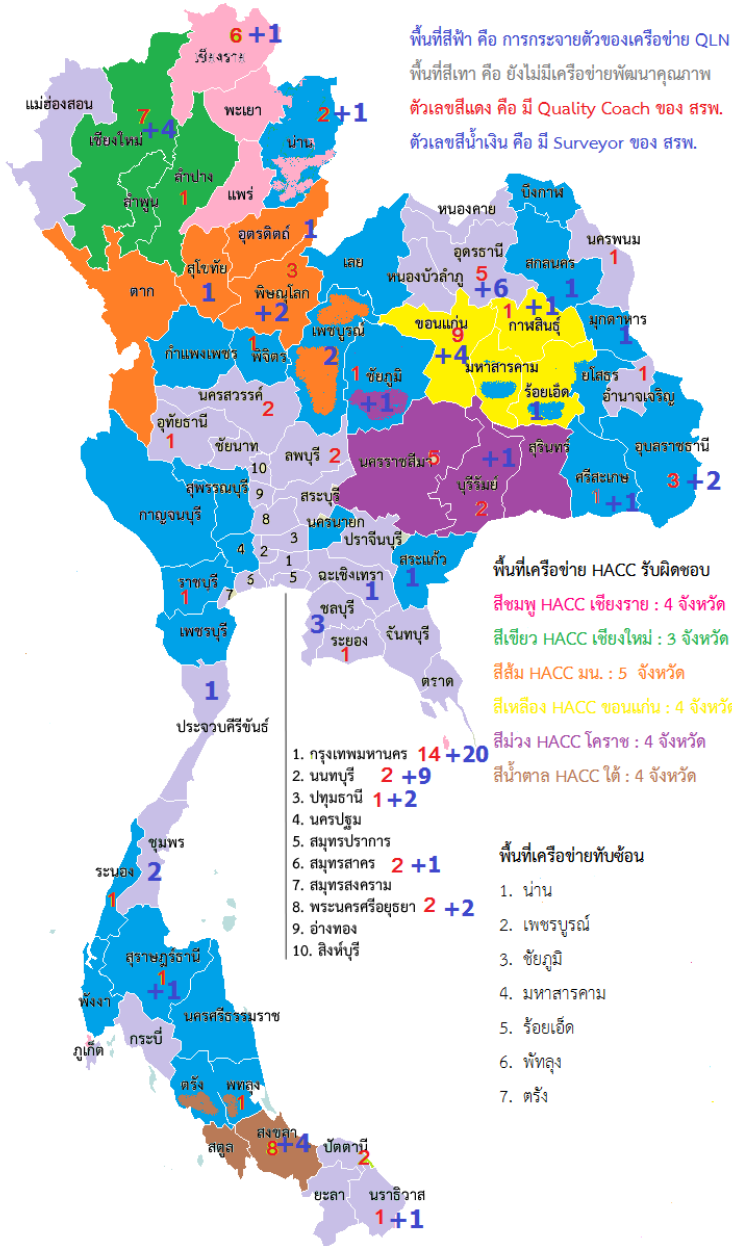 พื้นที่สีฟ้า คือ การกระจายตัวของเครือข่าย QLN
พื้นที่สีเทา คือ ยังไม่มีเครือข่ายพัฒนาคุณภาพ
ตัวเลขสีแดง คือ มี Quality Coach ของ สรพ.
ตัวเลขสีน้ำเงิน คือ มี Surveyor ของ สรพ.
6 +1
เชียงราย
แม่ฮ่องสอน
พะเยา
7
+4
เชียงใหม่
2 +1
น่าน
ลำปาง
1
ลำพูน
แพร่
อุตรดิตถ์
1
ตาก
สุโขทัย
1
3
พิษณุโลก
+2
เลย
หนองคาย
บึงกาฬ
อุดรธานี
หนองบัวลำภู
5
+6
สกลนคร
1
นครพนม
1
เพชรบูรณ์
2
ขอนแก่น
9
+4
1 +1
กาฬสินธุ์
มุกดาหาร
1
กำแพงเพชร
1
พิจิตร
1
ชัยภูมิ
+1
มหาสารคาม
ร้อยเอ็ด
1
ยโสธร
1
อำนาจเจริญ
นครสวรรค์
2
อุทัยธานี
1
ชัยนาท
10
ลพบุรี
2
นครราชสีมา
5
+1
บุรีรัมย์
2
สุรินทร์
ศรีสะเกษ
1 +1
อุบลราชธานี
3 +2
กาญจนบุรี
สุพรรณบุรี
9
สระบุรี
8
นครนายก
3
ปราจีนบุรี
4
2
1
สระแก้ว
1
ราชบุรี
1
6
5
7
ฉะเชิงเทรา
1
ชลบุรี
3
ระยอง
1
จันทบุรี
ตราด
เพชรบุรี
1
ประจวบคีรีขันธ์
พื้นที่เครือข่าย HACC รับผิดชอบ
สีชมพู HACC เชียงราย : 4 จังหวัด
สีเขียว HACC เชียงใหม่ : 3 จังหวัด
สีส้ม HACC มน. : 5 จังหวัด
สีเหลือง HACC ขอนแก่น : 4 จังหวัด
สีม่วง HACC โคราช : 4 จังหวัด
สีน้ำตาล HACC ใต้ : 4 จังหวัด
1. กรุงเทพมหานคร 14 +20
2. นนทบุรี 2 +9
3. ปทุมธานี 1 +2
4. นครปฐม
5. สมุทรปราการ
6. สมุทรสาคร 2 +1
7. สมุทรสงคราม
8. พระนครศรีอยุธยา 2 +2
9. อ่างทอง
10. สิงห์บุรี
พื้นที่เครือข่ายทับซ้อน
1. น่าน
2. เพชรบูรณ์
3. ชัยภูมิ
4. มหาสารคาม
5. ร้อยเอ็ด
6. พัทลุง
7. ตรัง
ชุมพร
2
ระนอง
1
สุราษฎร์ธานี
1
+1
พังงา
นครศรีธรรมราช
ภูเก็ต
กระบี่
ตรัง
พัทลุง
1
สตูล
สงขลา
8 +4
ปัตตานี
2
ยะลา
นราธิวาส
1 +1